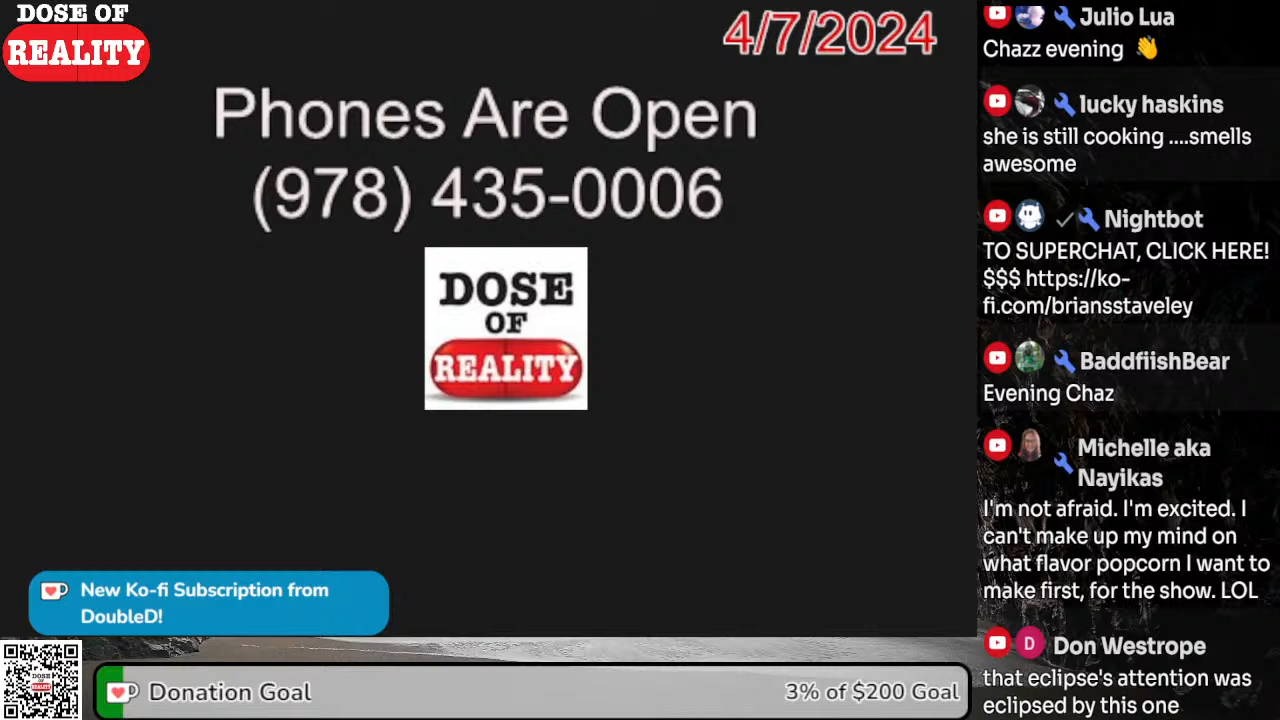 DOSE OF
REALITY
4/7/2024
Phones Are Open
(978) 435-0006
DOSE
OF
REALITY
New Ko-fi Subscription from
DoubleD!
DOSE OF
REALITY
Donation Goal
3% of $200 Goal
Julio Lua
Chazz evening 👋
lucky haskins
she is still cooking ....smells
awesome
Nightbot
TO SUPERCHAT, CLICK HERE!
$$$ https://ko-
fi.com/briansstaveley
BaddfiishBear
Evening Chaz
Michelle aka
Nayikas
I'm not afraid. I'm excited. I
can't make up my mind on
what flavor popcorn I want to
make first, for the show. LOL
D
Don Westrope
that eclipse's attention was
eclipsed by this one